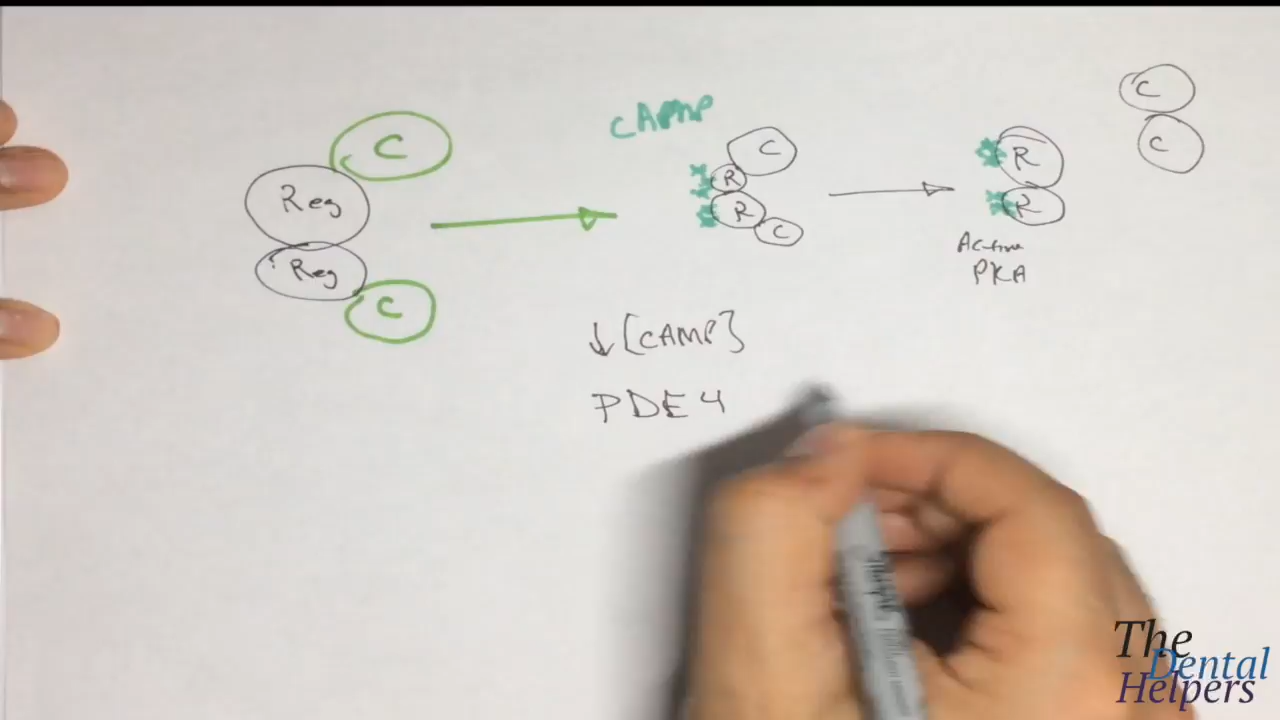 C
Reg
Reg
C
cAMP
C
R
R
C
R
R
Active
PKA
C
C
↓ [cAMP]
PDE4
The
Dental
Helpers